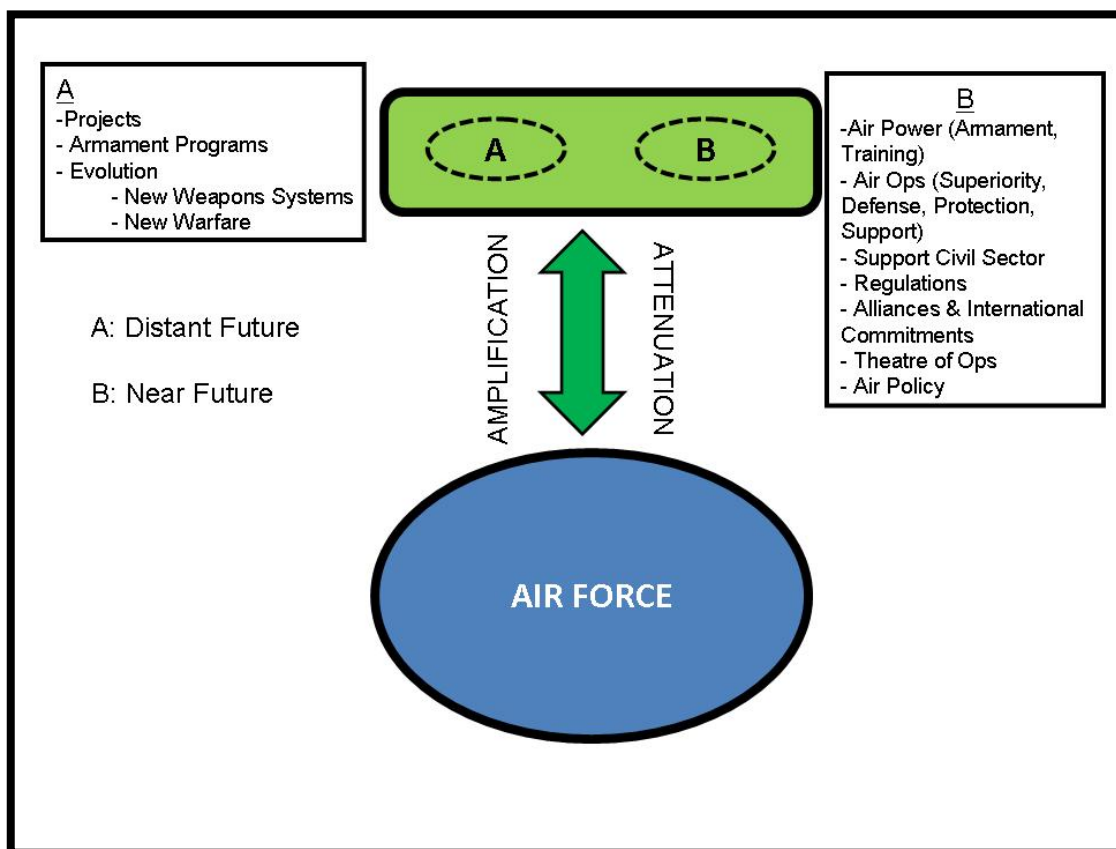 A
-Projects
- Armament Programs
- Evolution
- New Weapons Systems
- New Warfare
A
B
B
-Air Power (Armament,
Training)
- Air Ops (Superiority,
Defense, Protection,
Support)
- Support Civil Sector
- Regulations
- Alliances & International
Commitments
- Theatre of Ops
- Air Policy
A: Distant Future
B: Near Future
AMPLIFICATION
ATTENUATION
AIR FORCE